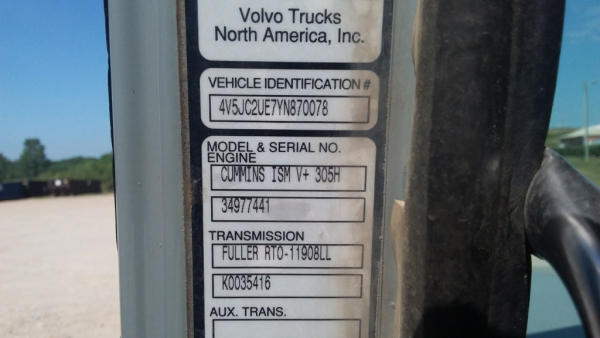 Volvo Trucks
North America, Inc.
VEHICLE IDENTIFICATION #
4V5JC2UE7YN870078
MODEL & SERIAL NO.
ENGINE
CUMMINS ISM V+ 305H
34977441
TRANSMISSION
FULLER RTO-11908LL
K0035416
AUX. TRANS.